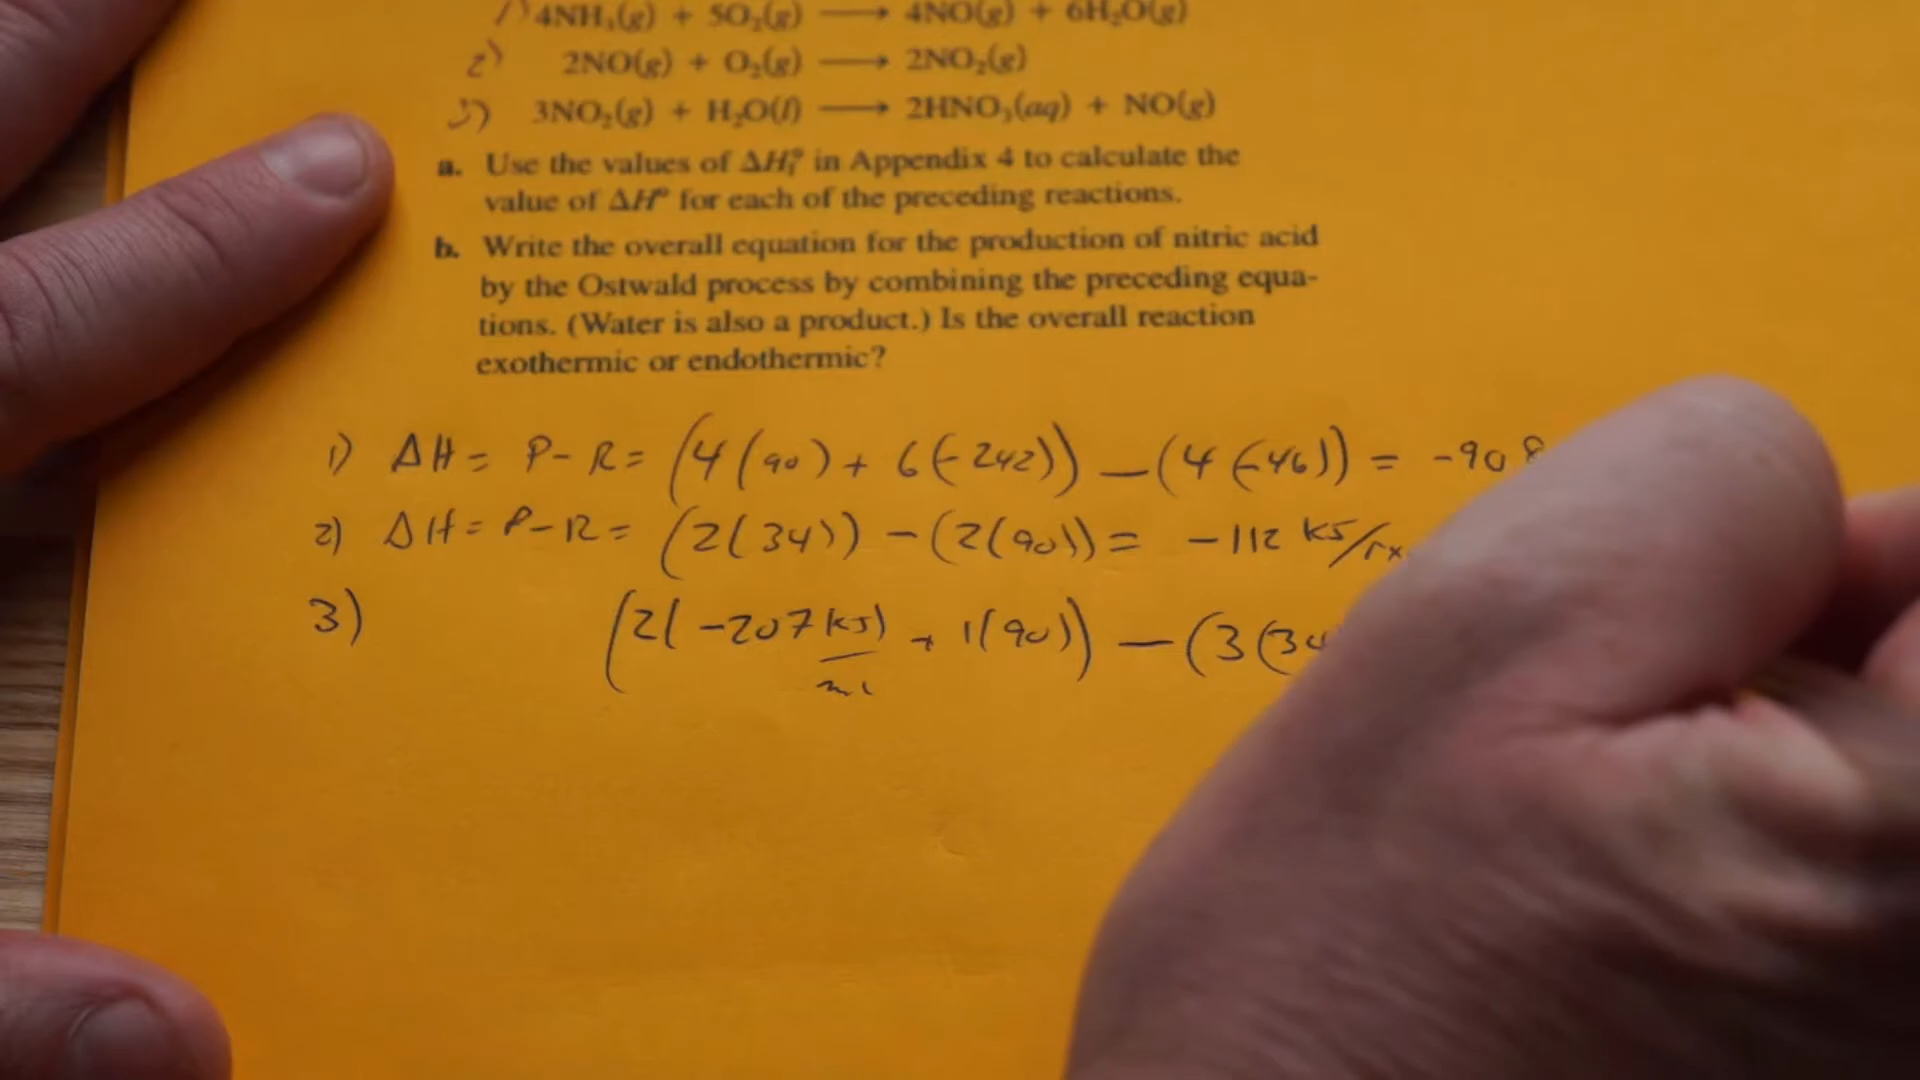 1) 4NH₃(g) + 5O₂(g) ⟶ 4NO(g) + 6H₂O(g)
2) 2NO(g) + O₂(g) ⟶ 2NO₂(g)
3) 3NO₂(g) + H₂O(l) ⟶ 2HNO₃(aq) + NO(g)
a. Use the values of ΔH°f in Appendix 4 to calculate the
value of ΔH° for each of the preceding reactions.
b. Write the overall equation for the production of nitric acid
by the Ostwald process by combining the preceding equa-
tions. (Water is also a product.) Is the overall reaction
exothermic or endothermic?
1) ΔH = P - R = (4(90) + 6(-242)) - (4(-46)) = -908
2) ΔH = P - R = (2(34)) - (2(90)) = -112 kJ/rx
3) (2(-207 kJ) + 1(90)) - (3(34